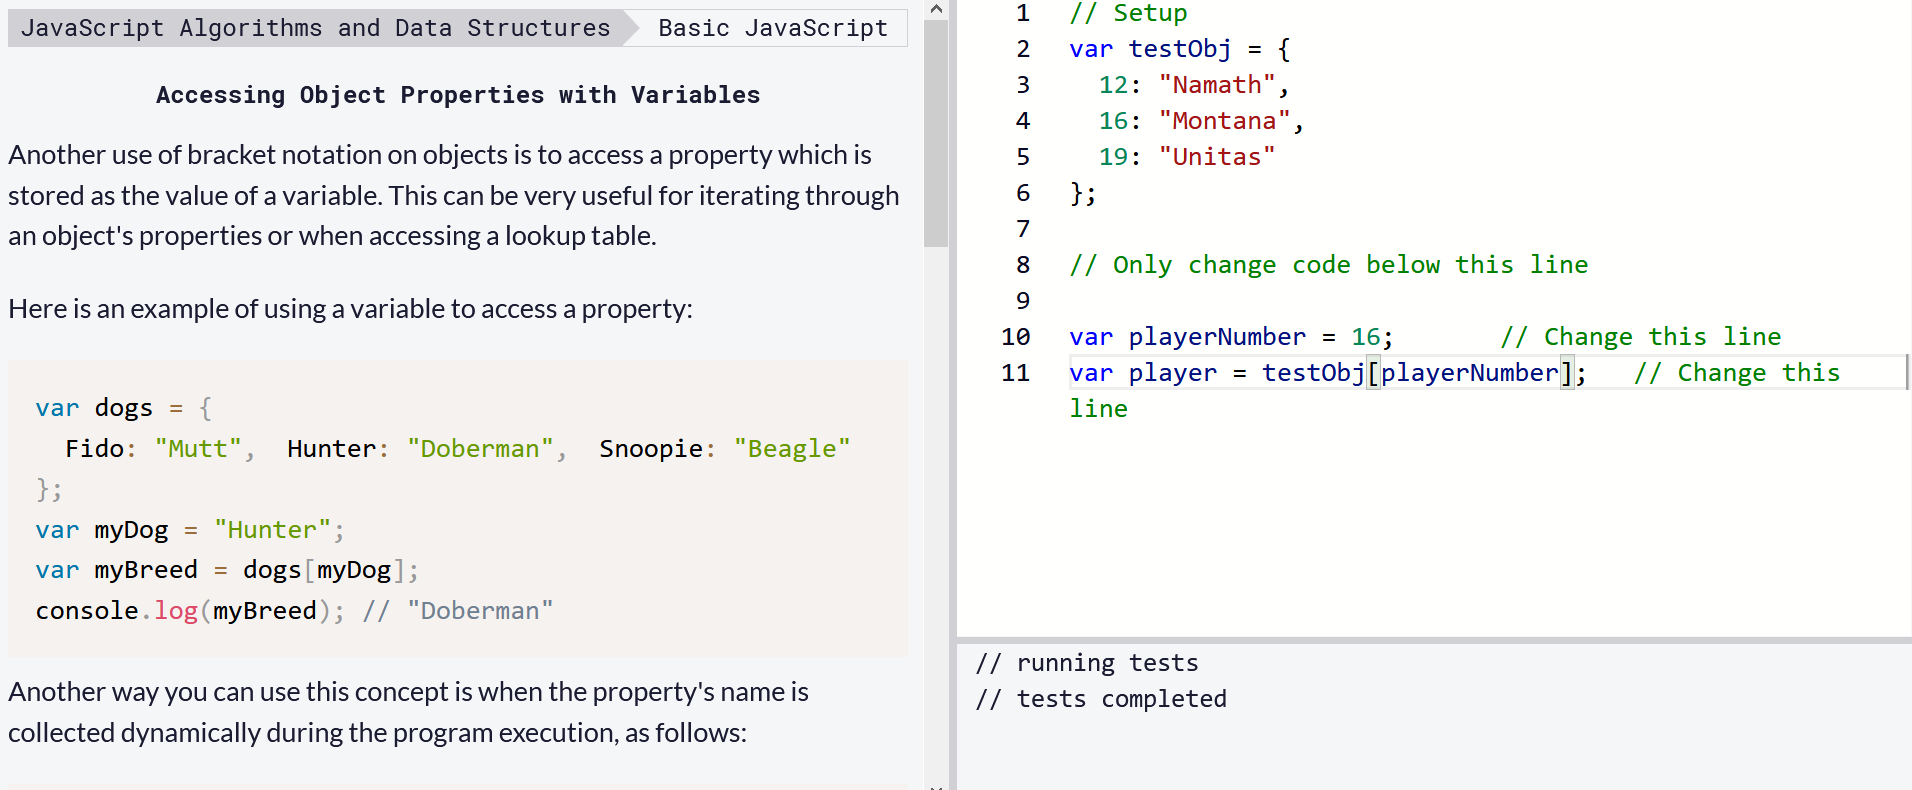 JavaScript Algorithms and Data Structures
Basic JavaScript
Accessing Object Properties with Variables
Another use of bracket notation on objects is to access a property which is
stored as the value of a variable. This can be very useful for iterating through
an object's properties or when accessing a lookup table.
Here is an example of using a variable to access a property:
var dogs = {
  Fido: "Mutt",  Hunter: "Doberman",  Snoopie: "Beagle"
};
var myDog = "Hunter";
var myBreed = dogs[myDog];
console.log(myBreed); // "Doberman"
Another way you can use this concept is when the property's name is
collected dynamically during the program execution, as follows:
1 // Setup
2 var testObj = {
3   12: "Namath",
4   16: "Montana",
5   19: "Unitas"
6 };
7
8 // Only change code below this line
9
10 var playerNumber = 16;       // Change this line
11 var player = testObj[playerNumber];   // Change this
line
// running tests
// tests completed